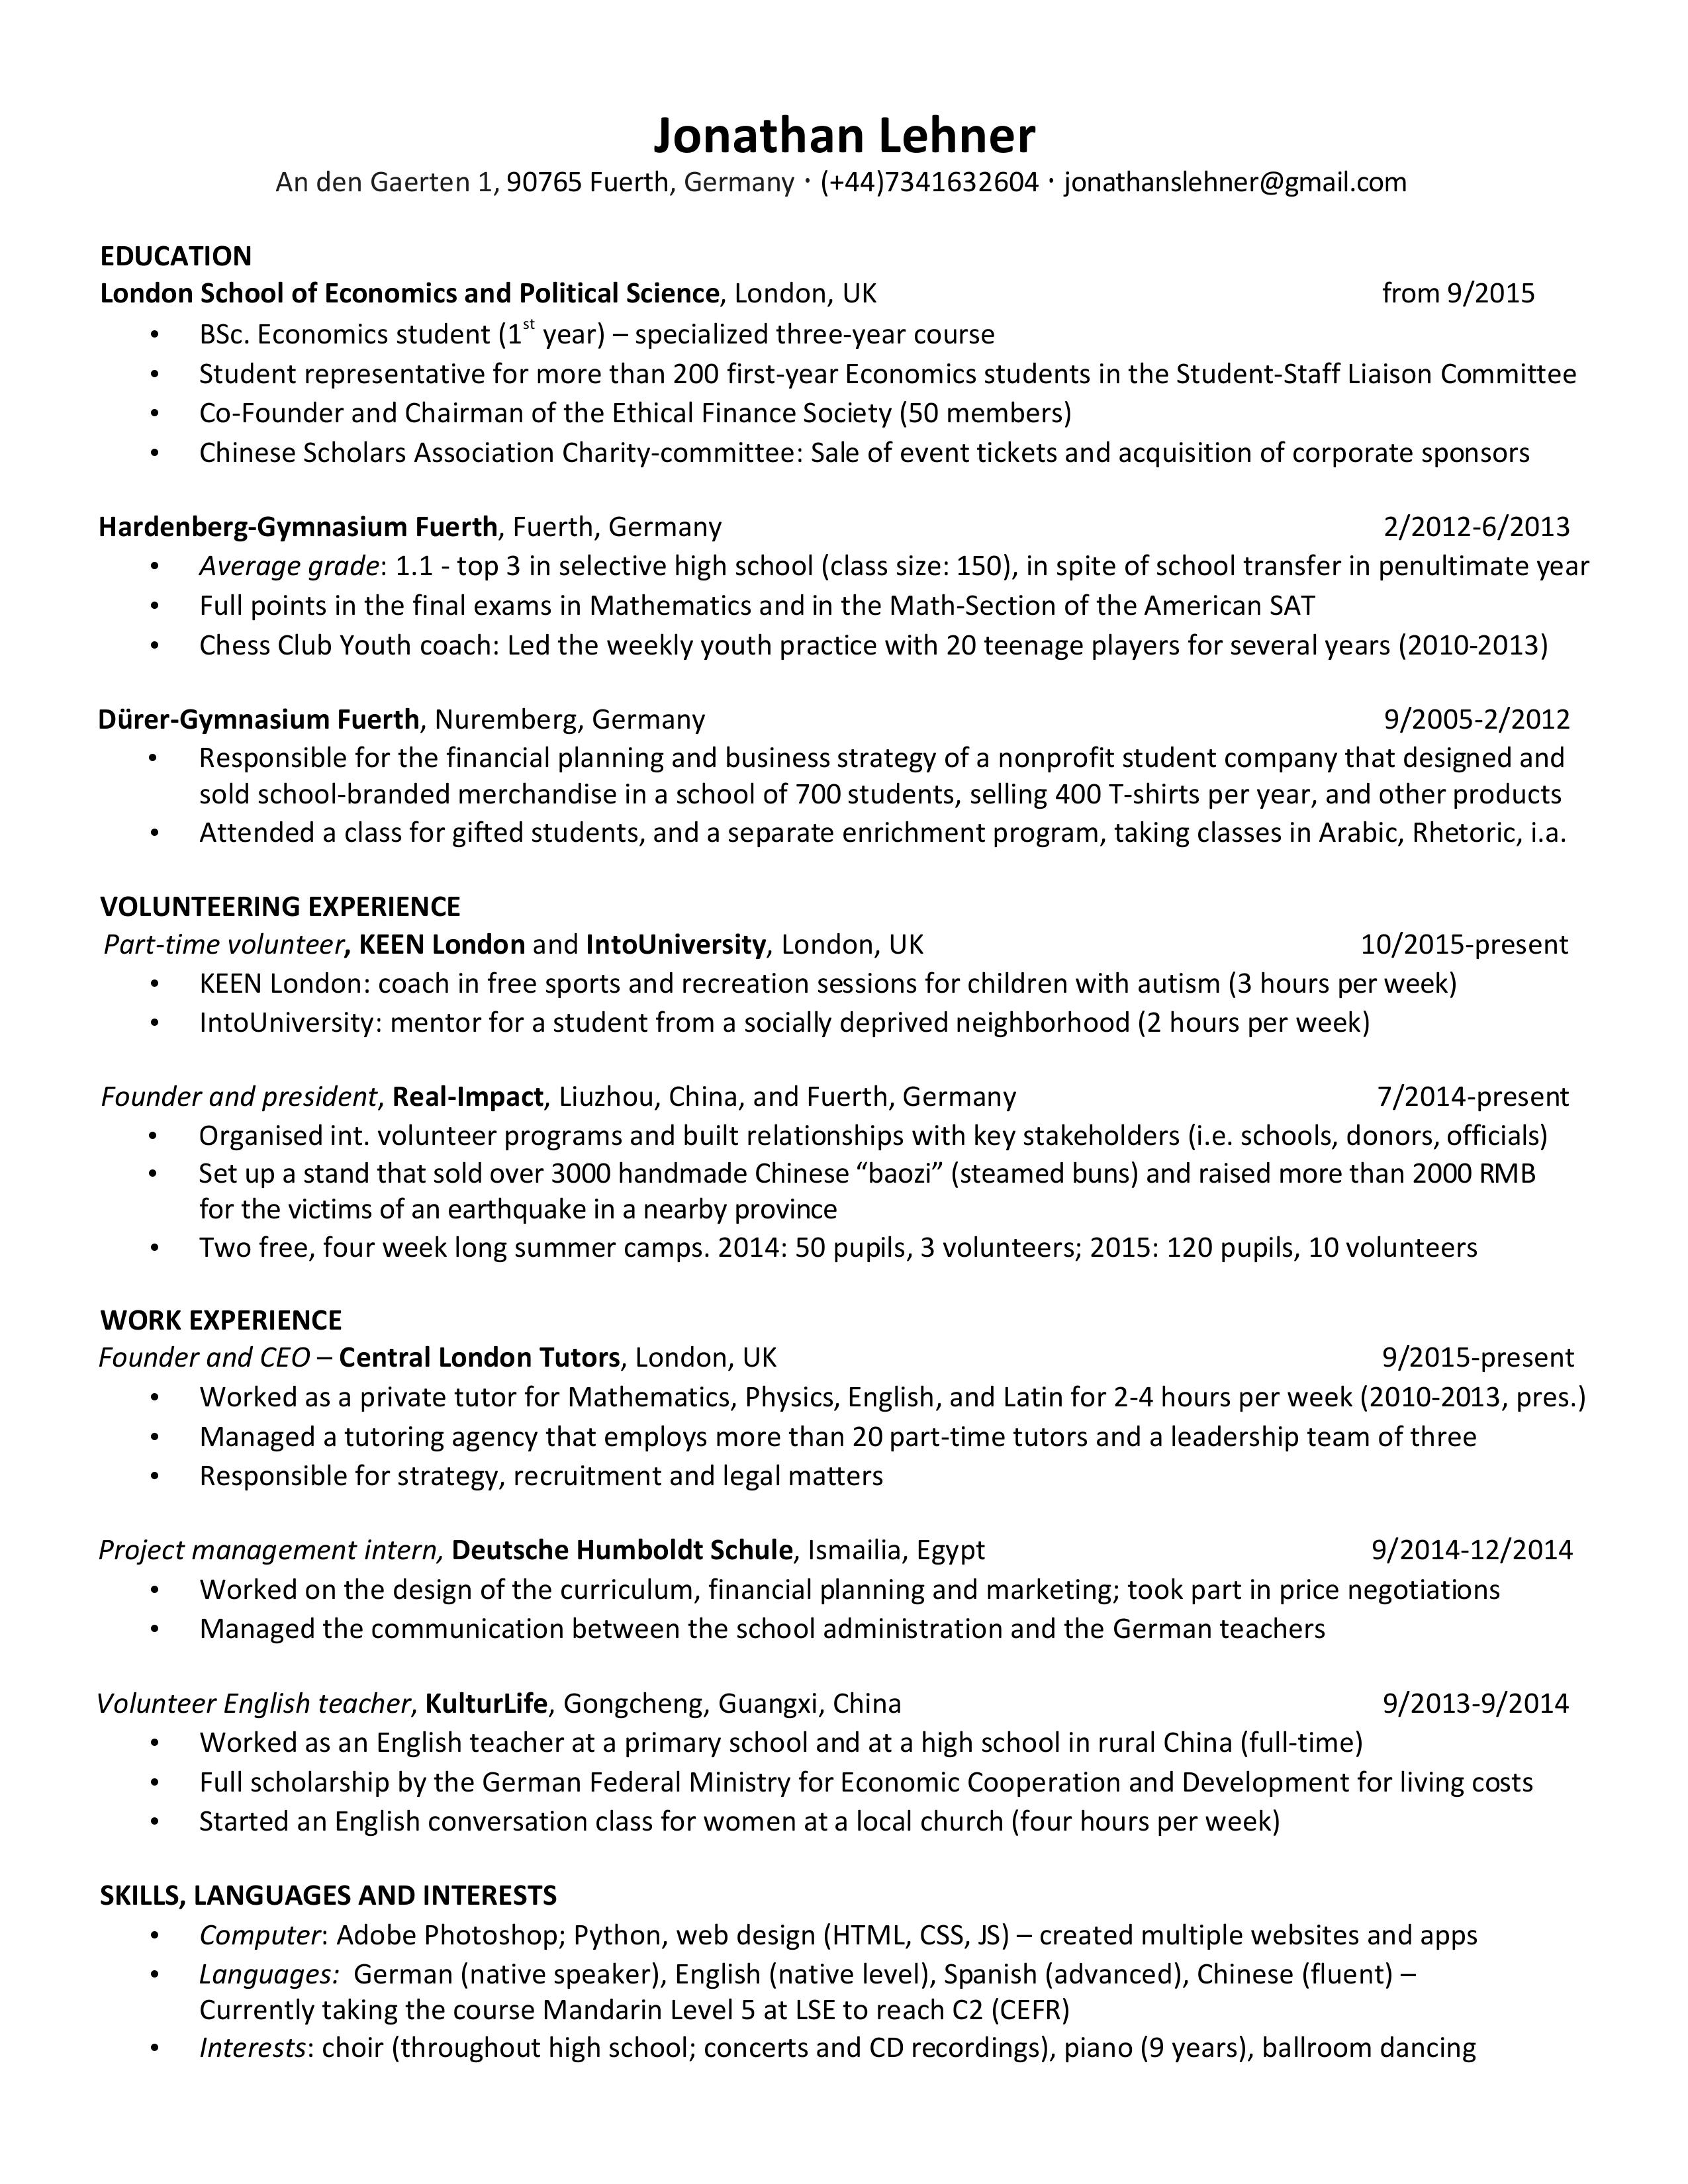 Jonathan Lehner
An den Gaerten 1, 90765 Fuerth, Germany · (+44)7341632604 · jonathanslehner@gmail.com
EDUCATION
London School of Economics and Political Science, London, UK from 9/2015
• BSc. Economics student (1st year) – specialized three-year course
• Student representative for more than 200 first-year Economics students in the Student-Staff Liaison Committee
• Co-Founder and Chairman of the Ethical Finance Society (50 members)
• Chinese Scholars Association Charity-committee: Sale of event tickets and acquisition of corporate sponsors
Hardenberg-Gymnasium Fuerth, Fuerth, Germany 2/2012-6/2013
• Average grade: 1.1 - top 3 in selective high school (class size: 150), in spite of school transfer in penultimate year
• Full points in the final exams in Mathematics and in the Math-Section of the American SAT
• Chess Club Youth coach: Led the weekly youth practice with 20 teenage players for several years (2010-2013)
Dürer-Gymnasium Fuerth, Nuremberg, Germany 9/2005-2/2012
• Responsible for the financial planning and business strategy of a nonprofit student company that designed and
sold school-branded merchandise in a school of 700 students, selling 400 T-shirts per year, and other products
• Attended a class for gifted students, and a separate enrichment program, taking classes in Arabic, Rhetoric, i.a.
VOLUNTEERING EXPERIENCE
Part-time volunteer, KEEN London and IntoUniversity, London, UK 10/2015-present
• KEEN London: coach in free sports and recreation sessions for children with autism (3 hours per week)
• IntoUniversity: mentor for a student from a socially deprived neighborhood (2 hours per week)
Founder and president, Real-Impact, Liuzhou, China, and Fuerth, Germany 7/2014-present
• Organised int. volunteer programs and built relationships with key stakeholders (i.e. schools, donors, officials)
• Set up a stand that sold over 3000 handmade Chinese “baozi” (steamed buns) and raised more than 2000 RMB
for the victims of an earthquake in a nearby province
• Two free, four week long summer camps. 2014: 50 pupils, 3 volunteers; 2015: 120 pupils, 10 volunteers
WORK EXPERIENCE
Founder and CEO – Central London Tutors, London, UK 9/2015-present
• Worked as a private tutor for Mathematics, Physics, English, and Latin for 2-4 hours per week (2010-2013, pres.)
• Managed a tutoring agency that employs more than 20 part-time tutors and a leadership team of three
• Responsible for strategy, recruitment and legal matters
Project management intern, Deutsche Humboldt Schule, Ismailia, Egypt 9/2014-12/2014
• Worked on the design of the curriculum, financial planning and marketing; took part in price negotiations
• Managed the communication between the school administration and the German teachers
Volunteer English teacher, KulturLife, Gongcheng, Guangxi, China 9/2013-9/2014
• Worked as an English teacher at a primary school and at a high school in rural China (full-time)
• Full scholarship by the German Federal Ministry for Economic Cooperation and Development for living costs
• Started an English conversation class for women at a local church (four hours per week)
SKILLS, LANGUAGES AND INTERESTS
• Computer: Adobe Photoshop; Python, web design (HTML, CSS, JS) – created multiple websites and apps
• Languages: German (native speaker), English (native level), Spanish (advanced), Chinese (fluent) –
Currently taking the course Mandarin Level 5 at LSE to reach C2 (CEFR)
• Interests: choir (throughout high school; concerts and CD recordings), piano (9 years), ballroom dancing